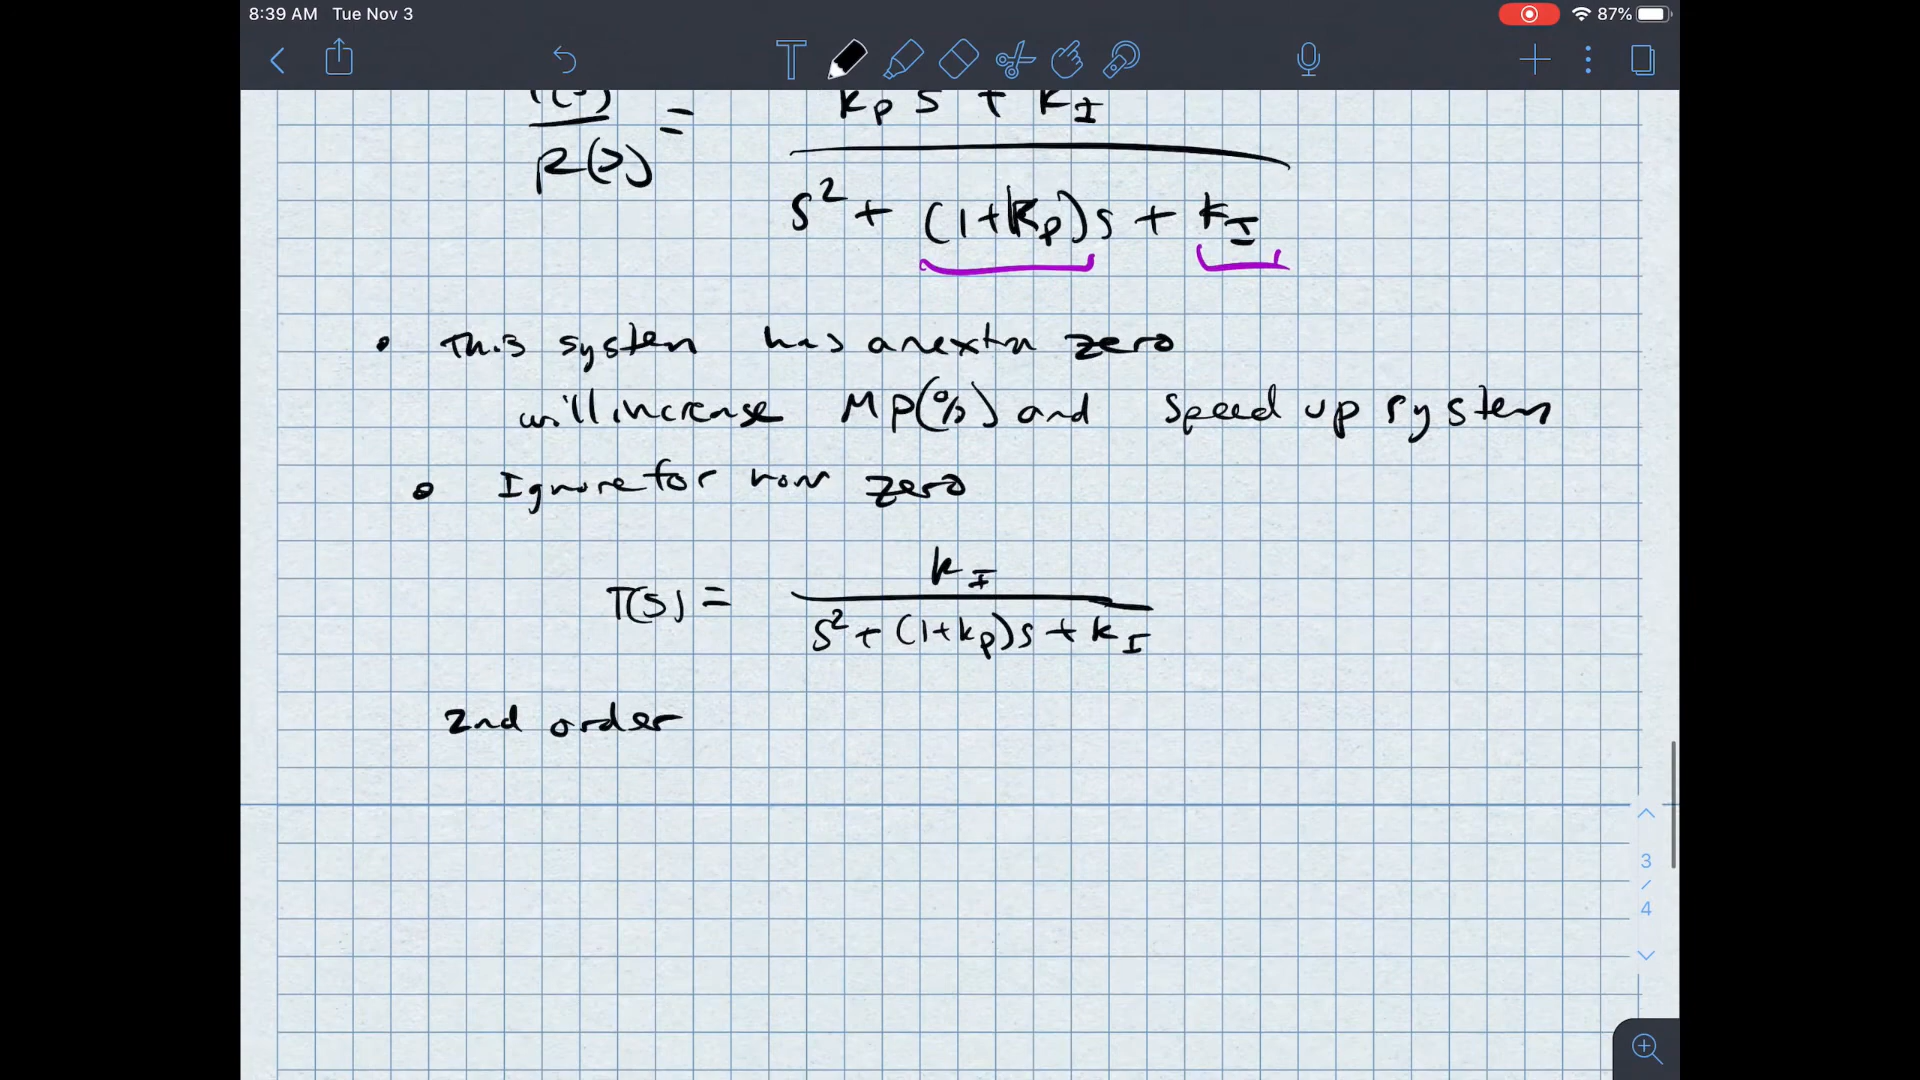 8:39 AM Tue Nov 3
87%
T
R(s) =
kp s + kI
s² + (1+kp)s + kI
• This system has an extra zero
will increase Mp(%) and speed up system
• Ignore for now zero
T(s) = kI
s² + (1+kp)s + kI
2nd order
3
/
4